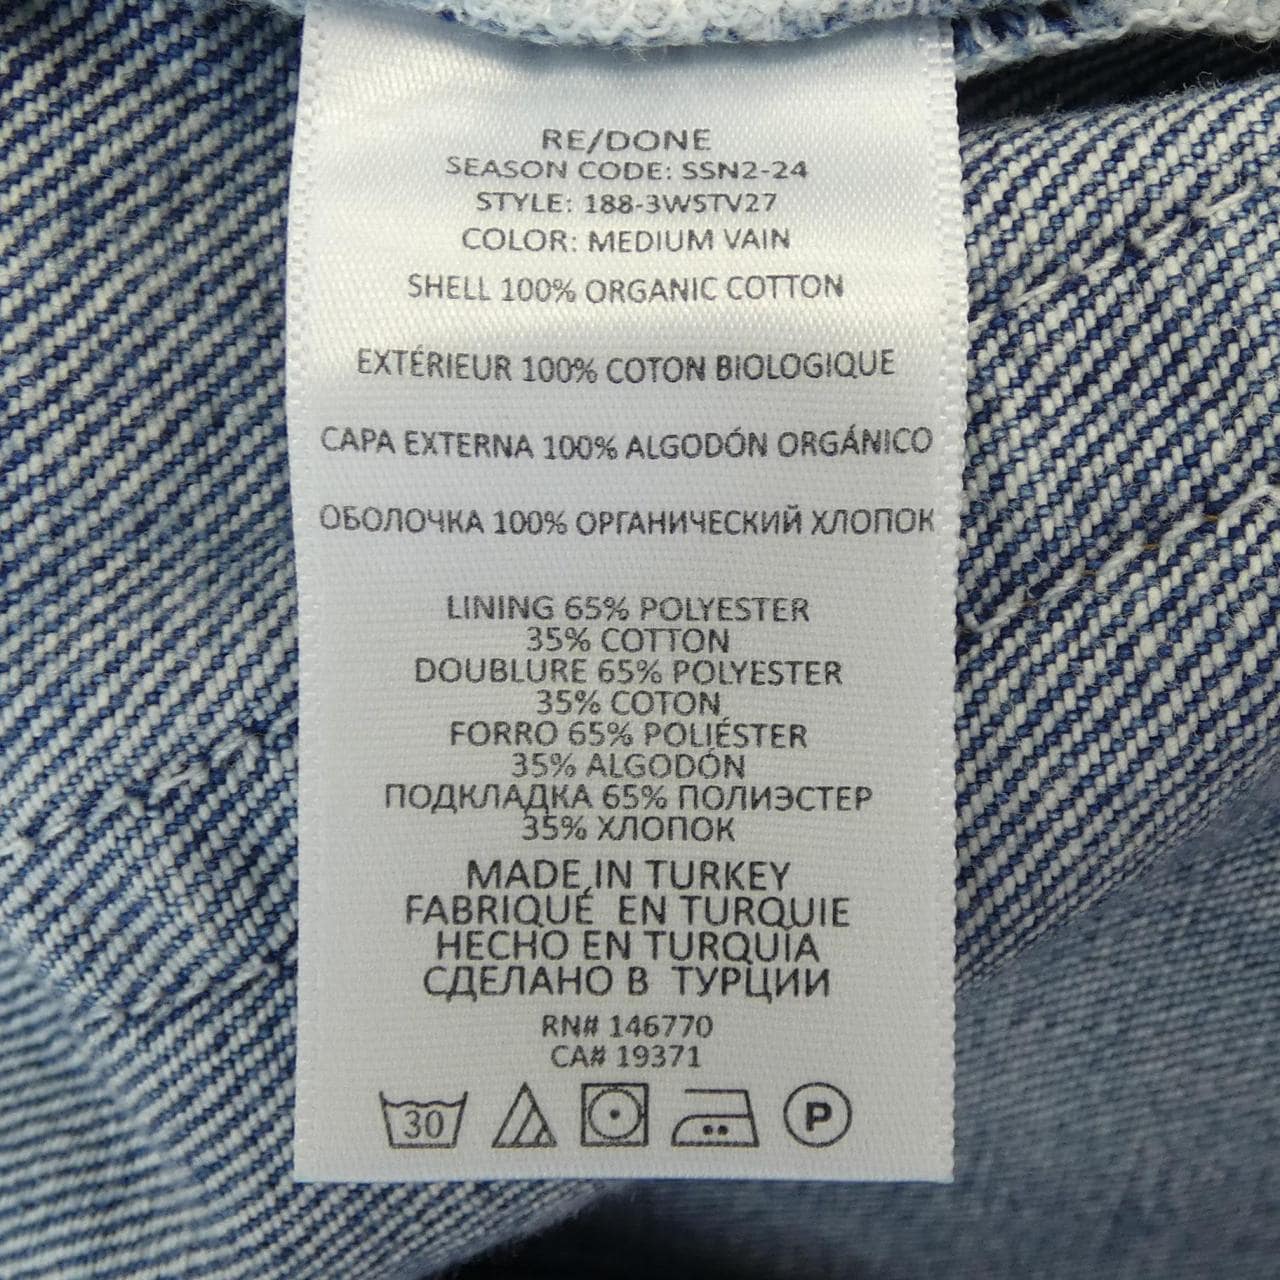 RE/DONE
SEASON CODE: SSN2-24
STYLE: 188-3WSTV27
COLOR: MEDIUM VAIN
SHELL 100% ORGANIC COTTON
EXTÉRIEUR 100% COTON BIOLOGIQUE
CAPA EXTERNA 100% ALGODÓN ORGÁNICO
ОБОЛОЧКА 100% ОРГАНИЧЕСКИЙ ХЛОПОК
LINING 65% POLYESTER
35% COTTON
DOUBLURE 65% POLYESTER
35% COTON
FORRO 65% POLIÉSTER
35% ALGODÓN
ПОДКЛАДКА 65% ПОЛИЭСТЕР
35% ХЛОПОК
MADE IN TURKEY
FABRIQUÉ EN TURQUIE
HECHO EN TURQUÍA
СДЕЛАНО В ТУРЦИИ
RN# 146770
CA# 19371
30 P